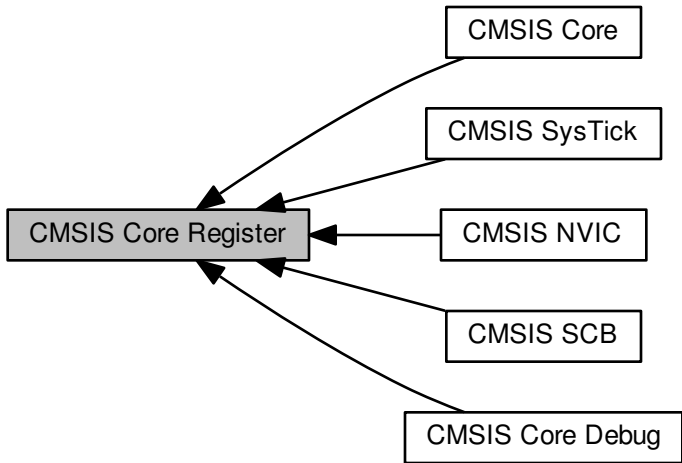 CMSIS Core
CMSIS SysTick
CMSIS Core Register
CMSIS NVIC
CMSIS SCB
CMSIS Core Debug